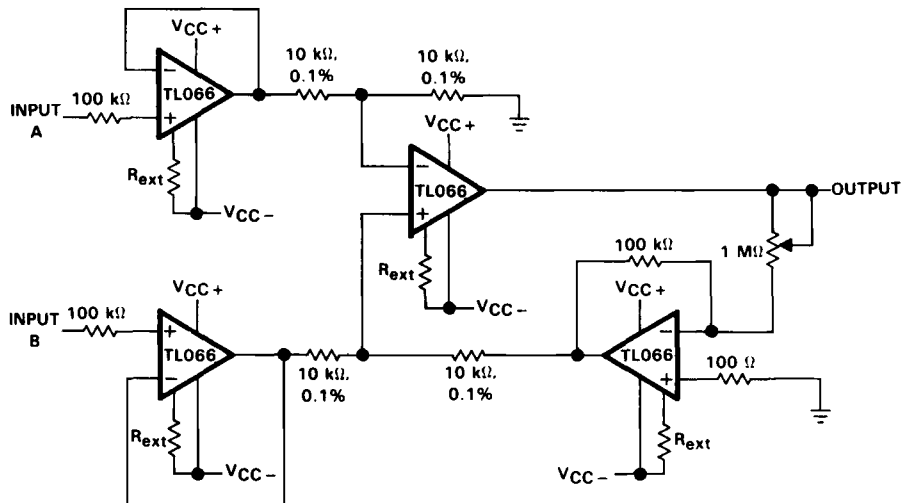 VCC+
10 kΩ,
0.1%
10 kΩ,
0.1%
100 kΩ
TL066
INPUT
A
Rext
VCC−
VCC+
TL066
OUTPUT
Rext
VCC−
100 kΩ
1 MΩ
INPUT
B
100 kΩ
VCC+
TL066
10 kΩ,
0.1%
10 kΩ,
0.1%
VCC+
TL066
100 Ω
Rext
VCC−
Rext
VCC−